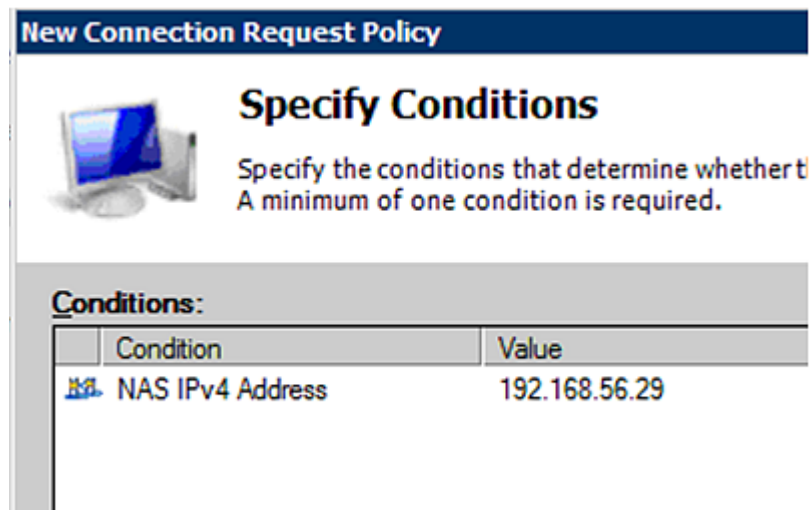 New Connection Request Policy
Specify Conditions
Specify the conditions that determine whether
A minimum of one condition is required.
Conditions:
Condition Value
NAS IPv4 Address 192.168.56.29